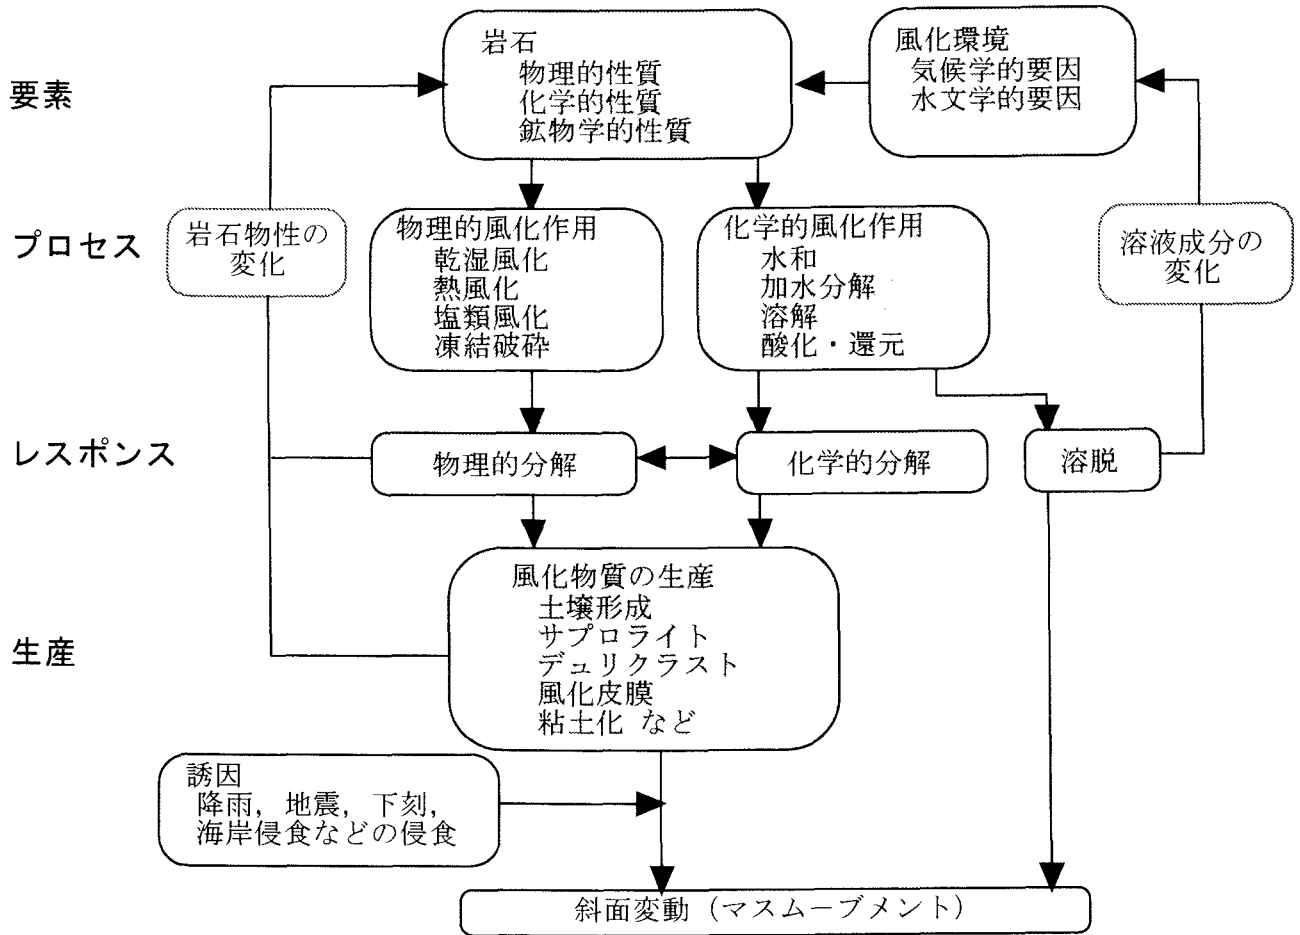 要素
岩石
物理的性質
化学的性質
鉱物学的性質
風化環境
気候学的要因
水文学的要因
プロセス
岩石物性の
変化
物理的風化作用
乾湿風化
熱風化
塩類風化
凍結破砕
化学的風化作用
水和
加水分解
溶解
酸化・還元
溶液成分の
変化
レスポンス
物理的分解
化学的分解
溶脱
生産
風化物質の生産
土壌形成
サプロライト
デュリクラスト
風化皮膜
粘土化 など
誘因
降雨，地震，下刻，
海岸侵食などの侵食
斜面変動（マスムーブメント）